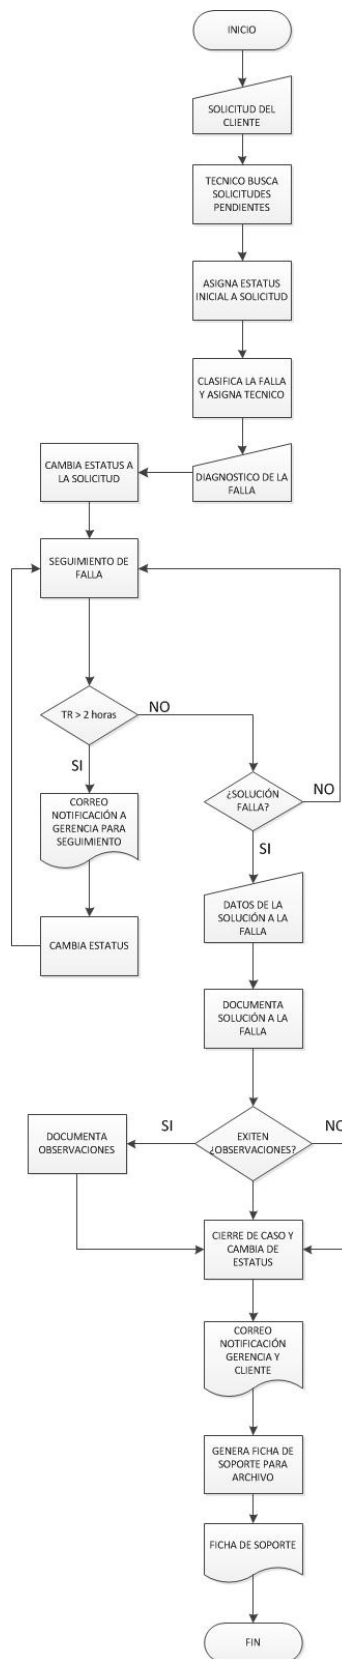 INICIO
SOLICITUD DEL
CLIENTE
TECNICO BUSCA
SOLICITUDES
PENDIENTES
ASIGNA ESTATUS
INICIAL A SOLICITUD
CLASIFICA LA FALLA
Y ASIGNA TECNICO
DIAGNOSTICO DE LA
FALLA
CAMBIA ESTATUS A
LA SOLICITUD
SEGUIMIENTO DE
FALLA
TR > 2 horas
NO
SI
CORREO
NOTIFICACIÓN A
GERENCIA PARA
SEGUIMIENTO
CAMBIA ESTATUS
¿SOLUCIÓN
FALLA?
NO
SI
DATOS DE LA
SOLUCIÓN A LA
FALLA
DOCUMENTA
SOLUCIÓN A LA
FALLA
EXITEN
¿OBSERVACIONES?
SI
NO
DOCUMENTA
OBSERVACIONES
CIERRE DE CASO Y
CAMBIA DE
ESTATUS
CORREO
NOTIFICACIÓN
GERENCIA Y
CLIENTE
GENERA FICHA DE
SOPORTE PARA
ARCHIVO
FICHA DE SOPORTE
FIN